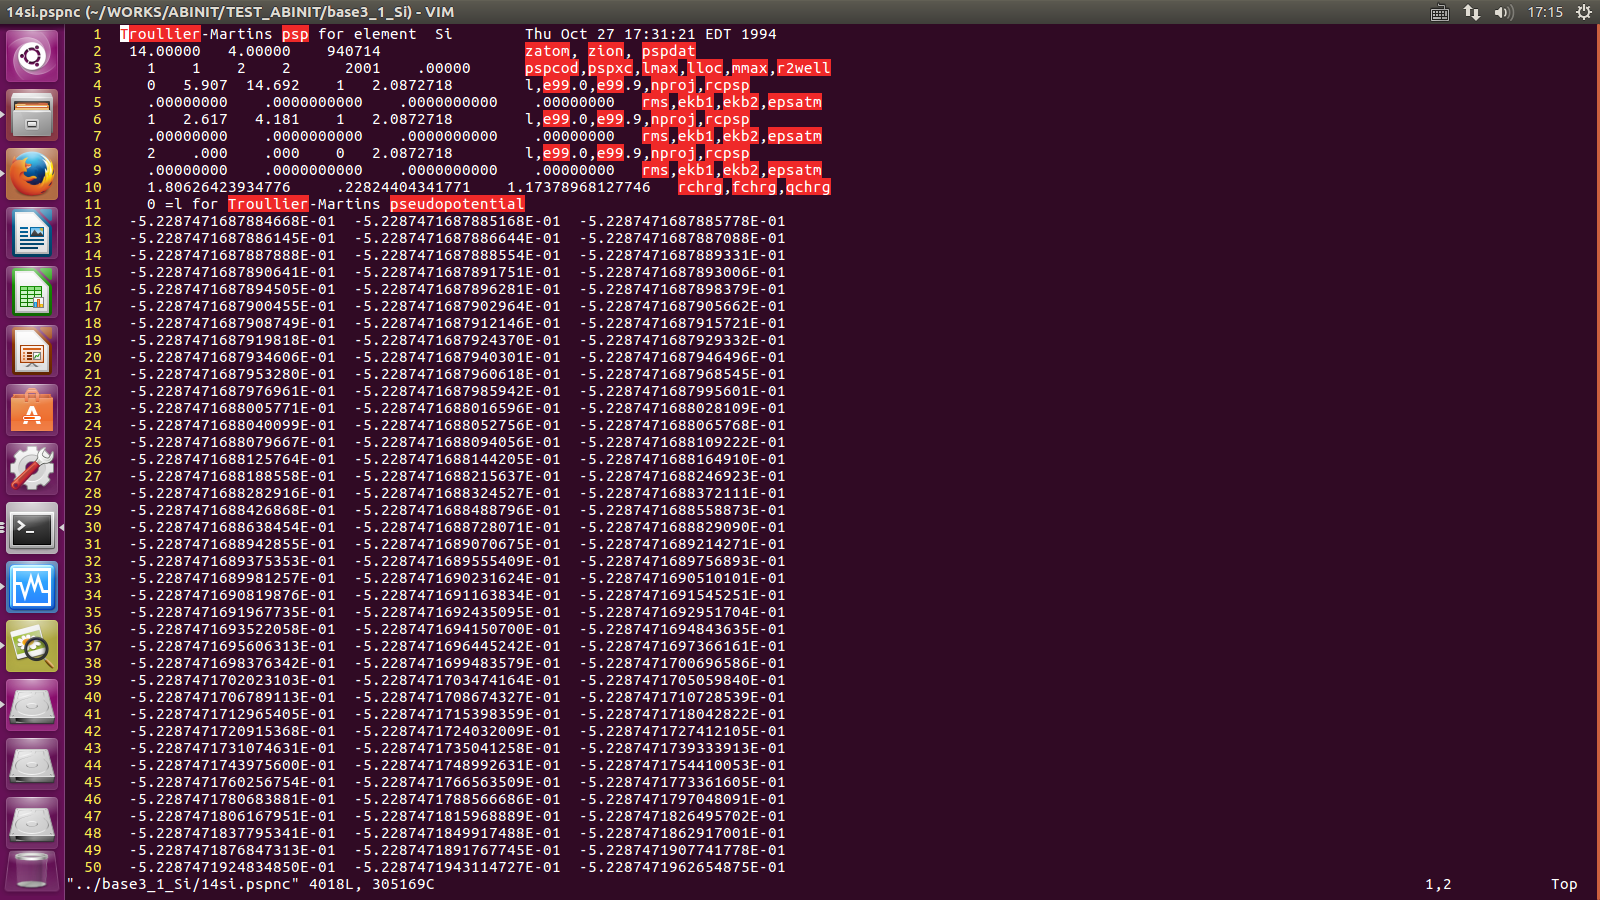 14si.pspnc (~/WORKS/ABINIT/TEST_ABINIT/base3_1_Si) - VIM 17:15
1 Troullier-Martins psp for element  Si        Thu Oct 27 17:31:21 EDT 1994
2 14.00000   4.00000    940714                zatom, zion, pspdat
3 1    1    2    2      2001    .00000      pspcod,pspxc,lmax,lloc,mmax,r2well
4 0   5.907  14.692    1   2.0872718        l,e99.0,e99.9,nproj,rcpsp
5 .00000000    .0000000000    .0000000000    .00000000   rms,ekb1,ekb2,epsatm
6 1   2.617   4.181    1   2.0872718        l,e99.0,e99.9,nproj,rcpsp
7 .00000000    .0000000000    .0000000000    .00000000   rms,ekb1,ekb2,epsatm
8 2    .000    .000    0   2.0872718        l,e99.0,e99.9,nproj,rcpsp
9 .00000000    .0000000000    .0000000000    .00000000   rms,ekb1,ekb2,epsatm
10 1.80626423934776     .22824404341771    1.17378968127746   rchrg,fchrg,qchrg
11 0 =l for Troullier-Martins pseudopotential
12 -5.2287471687884668E-01  -5.2287471687885168E-01  -5.2287471687885778E-01
13 -5.2287471687886145E-01  -5.2287471687886644E-01  -5.2287471687887088E-01
14 -5.2287471687887888E-01  -5.2287471687888554E-01  -5.2287471687889331E-01
15 -5.2287471687890641E-01  -5.2287471687891751E-01  -5.2287471687893006E-01
16 -5.2287471687894505E-01  -5.2287471687896281E-01  -5.2287471687898379E-01
17 -5.2287471687900455E-01  -5.2287471687902964E-01  -5.2287471687905662E-01
18 -5.2287471687908749E-01  -5.2287471687912146E-01  -5.2287471687915721E-01
19 -5.2287471687919818E-01  -5.2287471687924370E-01  -5.2287471687929332E-01
20 -5.2287471687934606E-01  -5.2287471687940301E-01  -5.2287471687946496E-01
21 -5.2287471687953280E-01  -5.2287471687960618E-01  -5.2287471687968545E-01
22 -5.2287471687976961E-01  -5.2287471687985942E-01  -5.2287471687995601E-01
23 -5.2287471688005771E-01  -5.2287471688016596E-01  -5.2287471688028109E-01
24 -5.2287471688040099E-01  -5.2287471688052756E-01  -5.2287471688065768E-01
25 -5.2287471688079667E-01  -5.2287471688094056E-01  -5.2287471688109222E-01
26 -5.2287471688125764E-01  -5.2287471688144205E-01  -5.2287471688164910E-01
27 -5.2287471688188558E-01  -5.2287471688215637E-01  -5.2287471688246923E-01
28 -5.2287471688282916E-01  -5.2287471688324527E-01  -5.2287471688372111E-01
29 -5.2287471688426868E-01  -5.2287471688488796E-01  -5.2287471688558873E-01
30 -5.2287471688638454E-01  -5.2287471688728071E-01  -5.2287471688829090E-01
31 -5.2287471688942855E-01  -5.2287471689070675E-01  -5.2287471689214271E-01
32 -5.2287471689375353E-01  -5.2287471689555409E-01  -5.2287471689756893E-01
33 -5.2287471689981257E-01  -5.2287471690231624E-01  -5.2287471690510101E-01
34 -5.2287471690819876E-01  -5.2287471691163834E-01  -5.2287471691545251E-01
35 -5.2287471691967735E-01  -5.2287471692435095E-01  -5.2287471692951704E-01
36 -5.2287471693522058E-01  -5.2287471694150700E-01  -5.2287471694843635E-01
37 -5.2287471695606313E-01  -5.2287471696445242E-01  -5.2287471697366161E-01
38 -5.2287471698376342E-01  -5.2287471699483579E-01  -5.2287471700696586E-01
39 -5.2287471702023103E-01  -5.2287471703474164E-01  -5.2287471705059840E-01
40 -5.2287471706789113E-01  -5.2287471708674327E-01  -5.2287471710728539E-01
41 -5.2287471712965405E-01  -5.2287471715398359E-01  -5.2287471718042822E-01
42 -5.2287471720915368E-01  -5.2287471724032009E-01  -5.2287471727412105E-01
43 -5.2287471731074631E-01  -5.2287471735041258E-01  -5.2287471739333913E-01
44 -5.2287471743975600E-01  -5.2287471748992631E-01  -5.2287471754410053E-01
45 -5.2287471760256754E-01  -5.2287471766563509E-01  -5.2287471773361605E-01
46 -5.2287471780683881E-01  -5.2287471788566686E-01  -5.2287471797048091E-01
47 -5.2287471806167951E-01  -5.2287471815968889E-01  -5.2287471826495702E-01
48 -5.2287471837795341E-01  -5.2287471849917488E-01  -5.2287471862917001E-01
49 -5.2287471876847313E-01  -5.2287471891767745E-01  -5.2287471907741778E-01
50 -5.2287471924834850E-01  -5.2287471943114727E-01  -5.2287471962654875E-01
"../base3_1_Si/14si.pspnc" 4018L, 305169C 1,2 Top